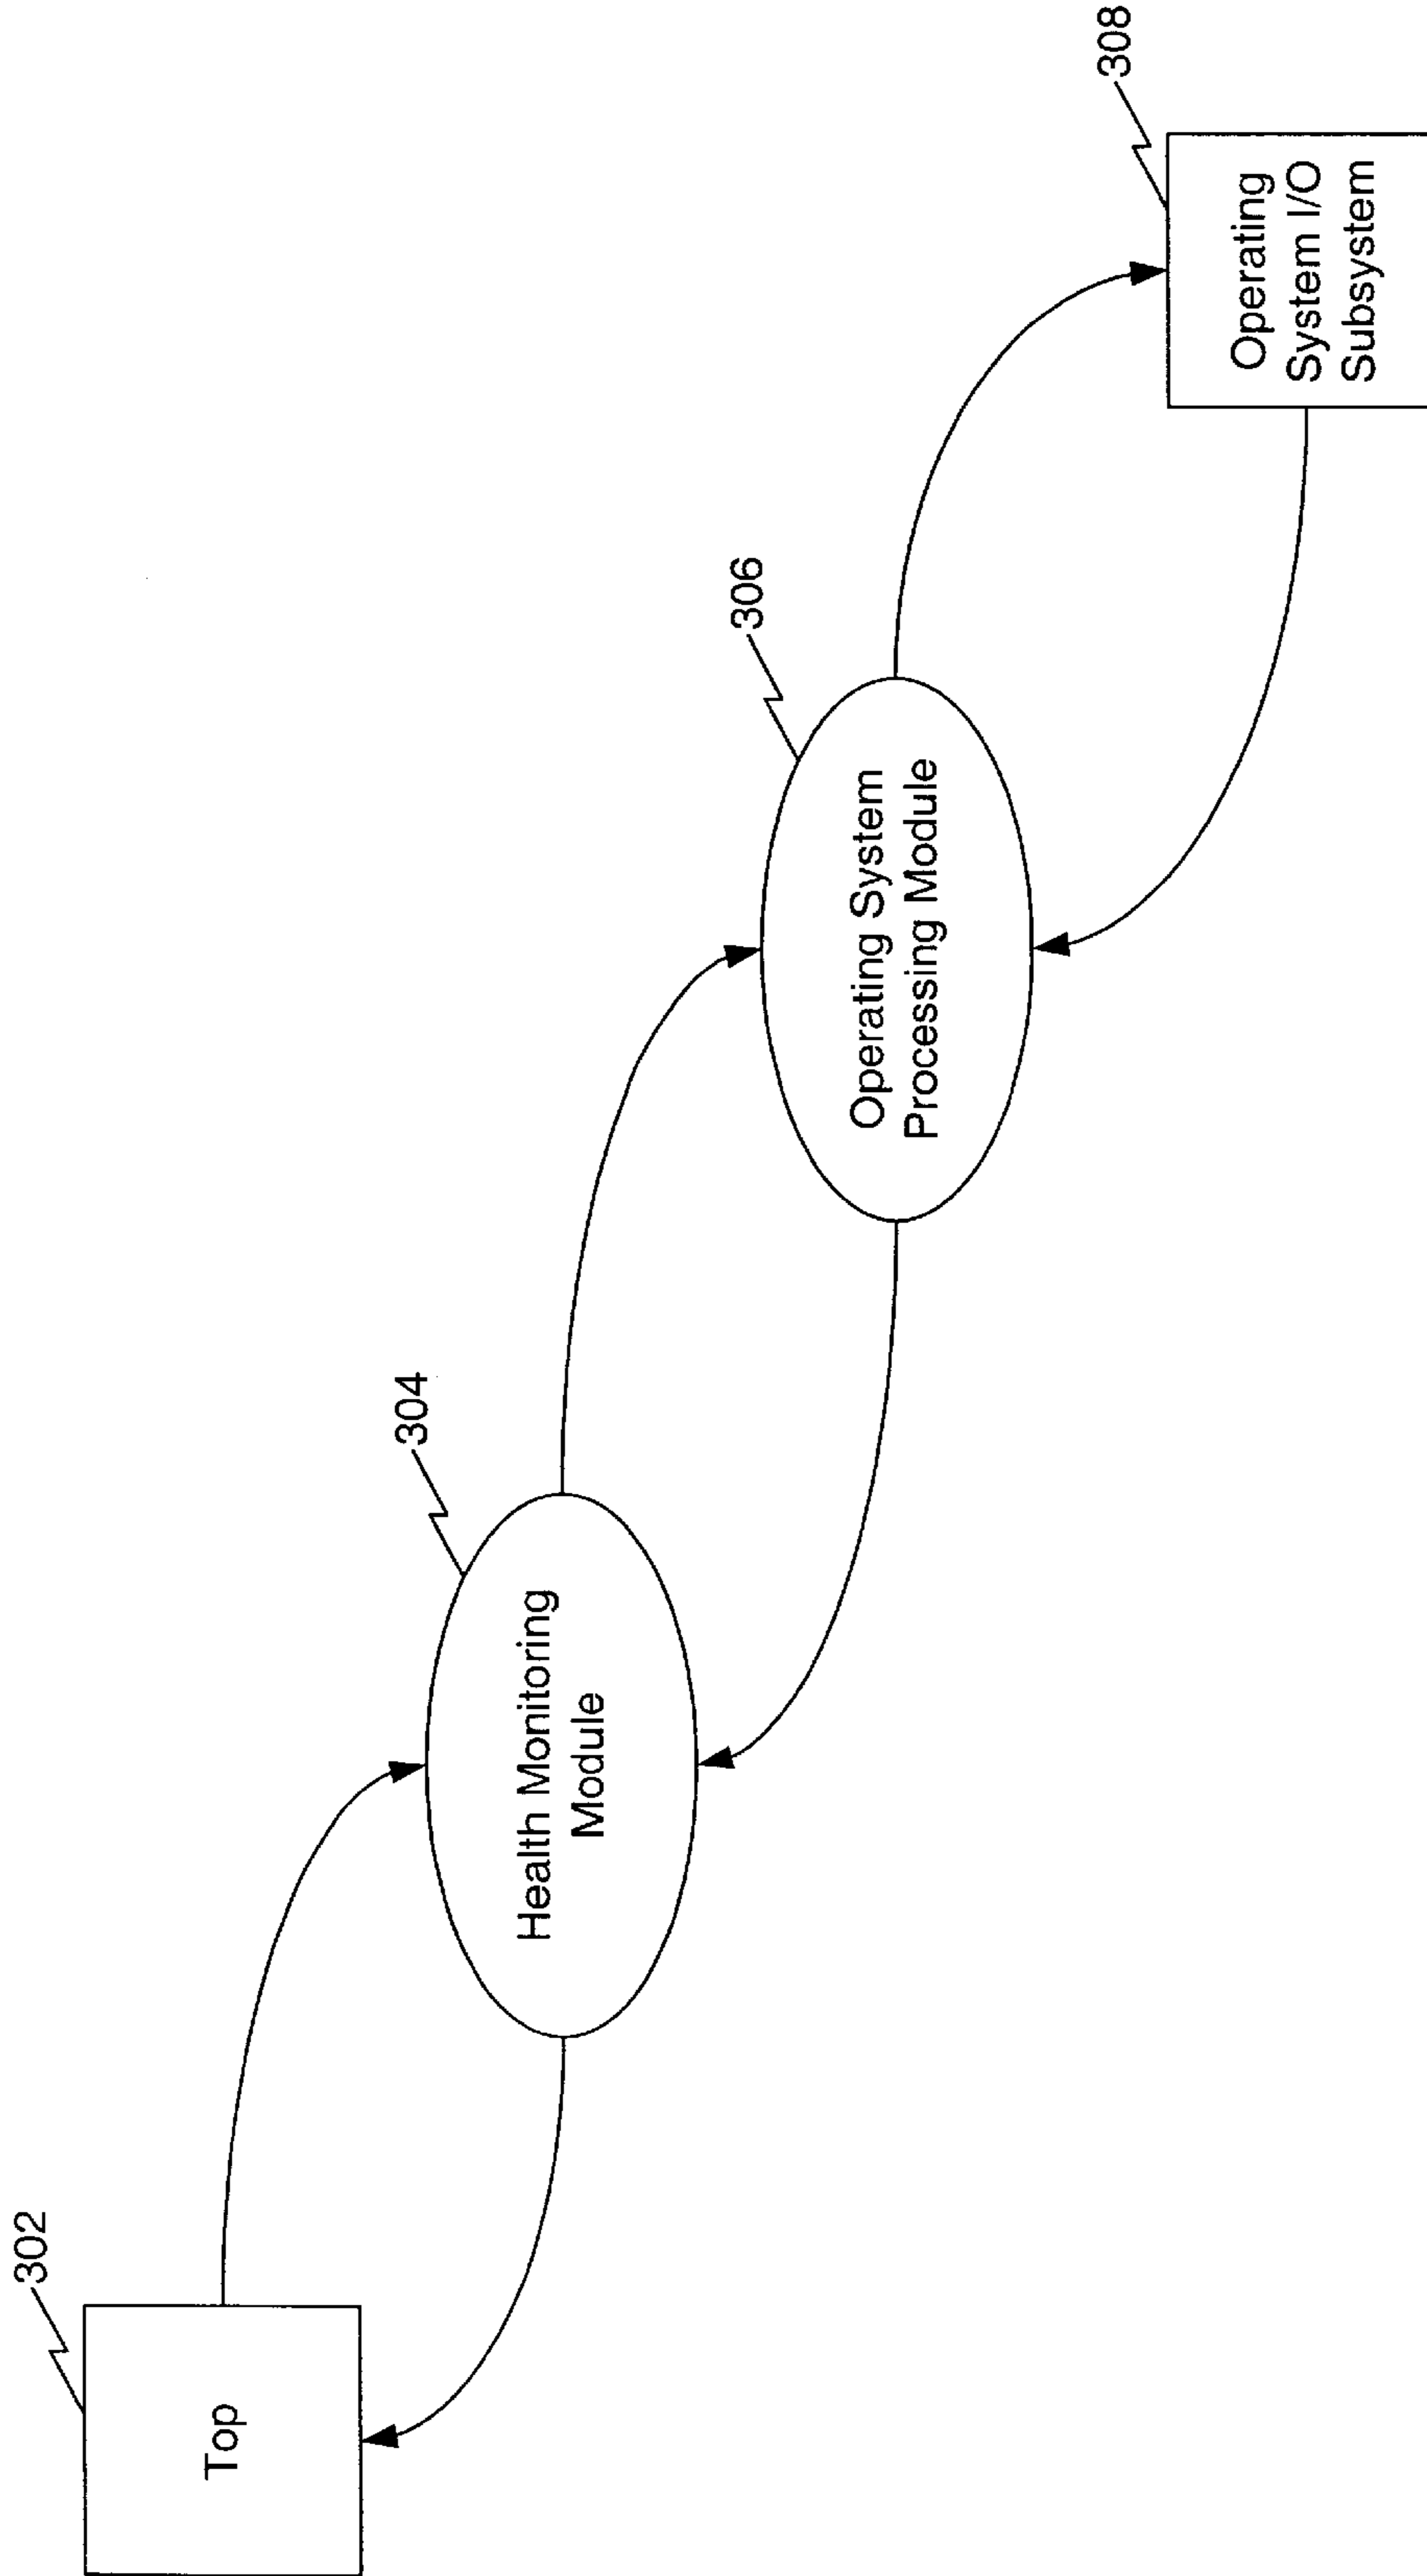 302
Top
304
Health Monitoring
Module
306
Operating System
Processing Module
308
Operating
System I/O
Subsystem